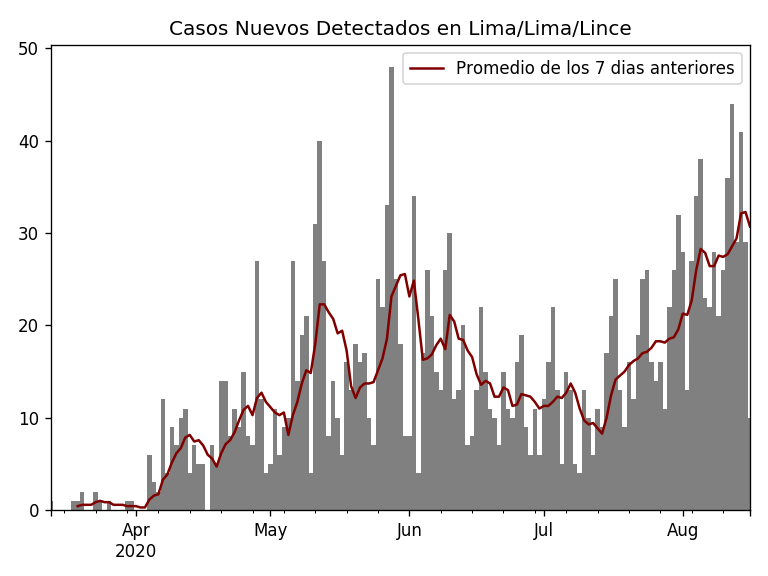 Casos Nuevos Detectados en Lima/Lima/Lince
Promedio de los 7 dias anteriores
50
40
30
20
10
0
Apr
2020
May
Jun
Jul
Aug